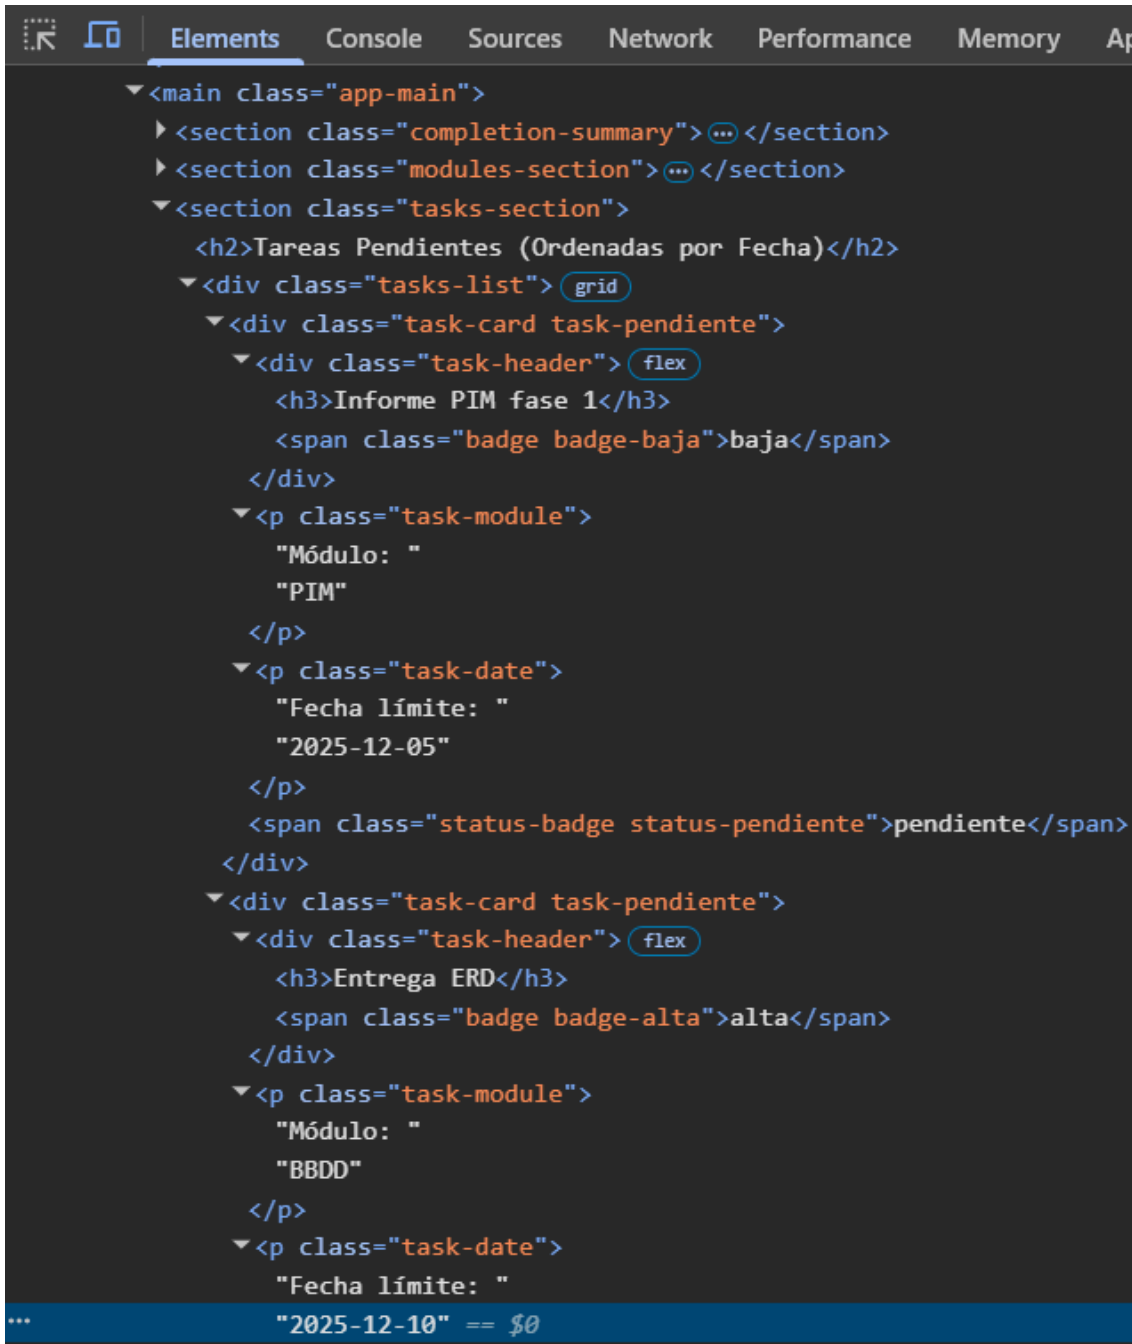 Elements Console Sources Network Performance Memory Ap
<main class="app-main">
<section class="completion-summary"> … </section>
<section class="modules-section"> … </section>
<section class="tasks-section">
<h2>Tareas Pendientes (Ordenadas por Fecha)</h2>
<div class="tasks-list"> grid
<div class="task-card task-pendiente">
<div class="task-header"> flex
<h3>Informe PIM fase 1</h3>
<span class="badge badge-baja">baja</span>
</div>
<p class="task-module">
"Módulo: "
"PIM"
</p>
<p class="task-date">
"Fecha límite: "
"2025-12-05"
</p>
<span class="status-badge status-pendiente">pendiente</span>
</div>
<div class="task-card task-pendiente">
<div class="task-header"> flex
<h3>Entrega ERD</h3>
<span class="badge badge-alta">alta</span>
</div>
<p class="task-module">
"Módulo: "
"BBDD"
</p>
<p class="task-date">
"Fecha límite: "
… "2025-12-10" == $0